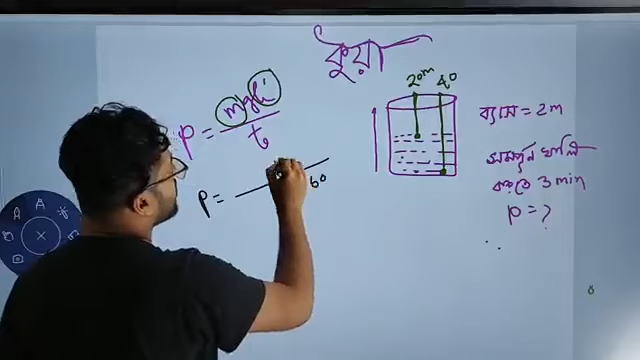 কুয়া
p = mgh / t
20m 40
ব্যাস = 2m
সম্পূর্ন খালি
করতে 3 min
p = ?
p = 60